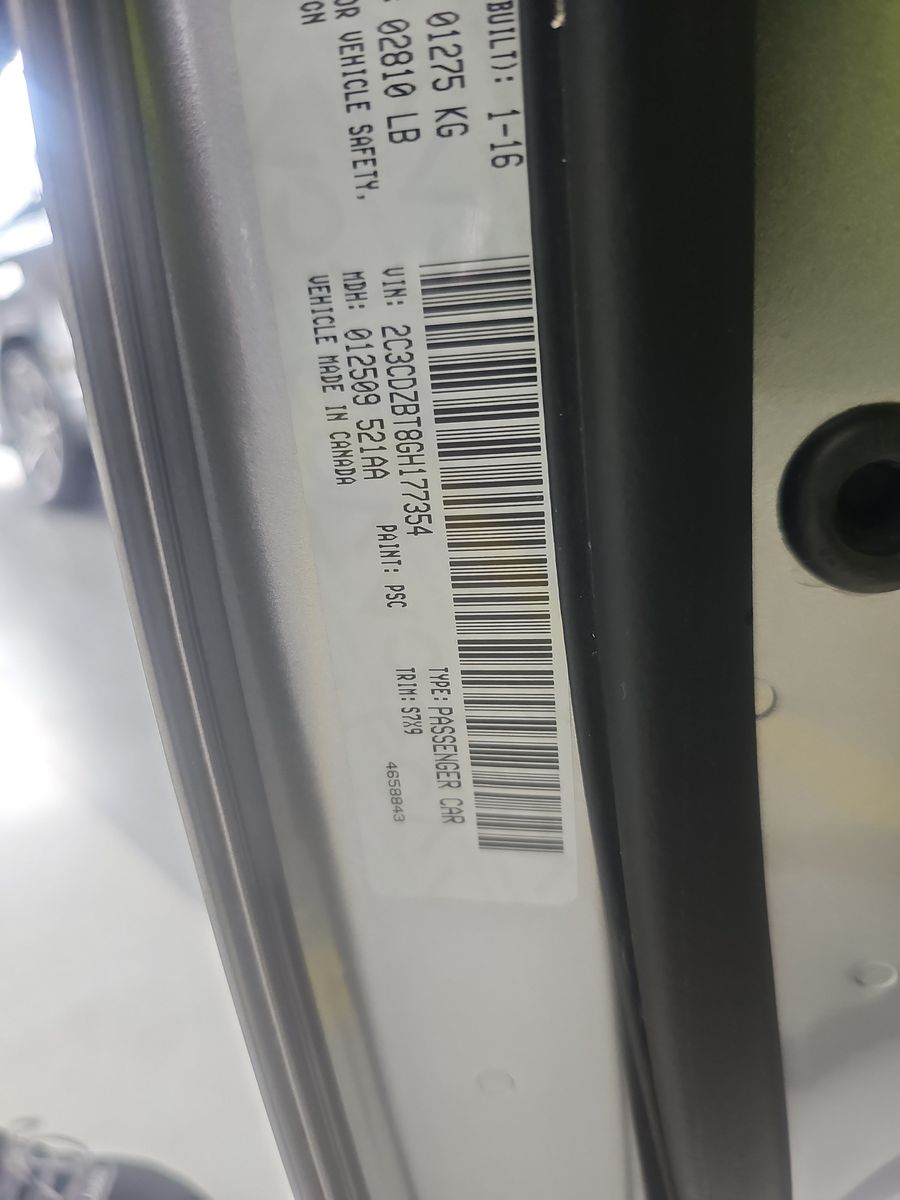 BUILT): 1-16
01275 KG
02810 LB
OR VEHICLE SAFETY,
CN
VIN: 2C3CDZBT8GH177354
MDH: 012509 521AA
VEHICLE MADE IN CANADA
TYPE: PASSENGER CAR
PAINT: PSC
TRIM: S7X9
4658843